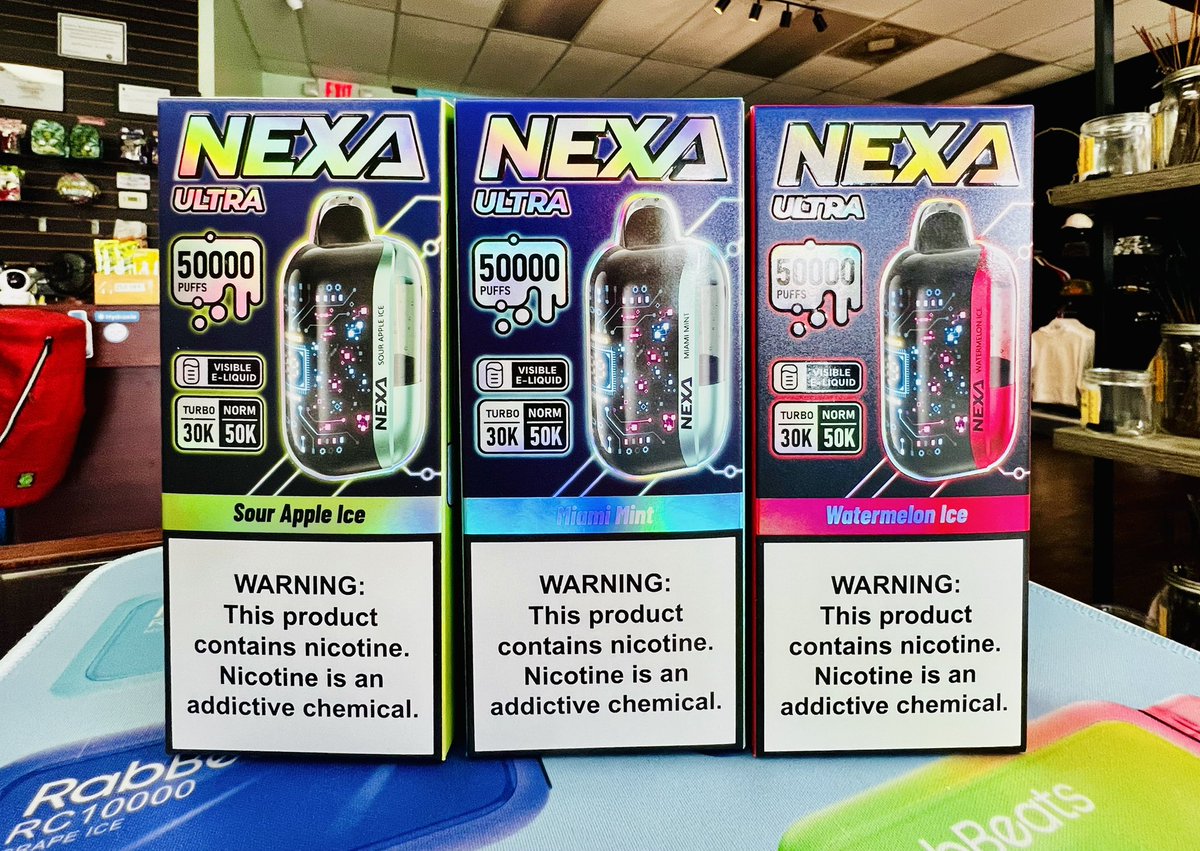 EXIT
NEXA
ULTRA
50000
PUFFS
VISIBLE
E-LIQUID
TURBO
30K
NORM
50K
SOUR APPLE ICE
NEXA
Sour Apple Ice
WARNING:
This product
contains nicotine.
Nicotine is an
addictive chemical.
NEXA
ULTRA
50000
PUFFS
VISIBLE
E-LIQUID
TURBO
30K
NORM
50K
MIAMI MINT
NEXA
Miami Mint
WARNING:
This product
contains nicotine.
Nicotine is an
addictive chemical.
NEXA
ULTRA
50000
PUFFS
VISIBLE
E-LIQUID
TURBO
30K
NORM
50K
WATERMELON ICE
NEXA
Watermelon Ice
WARNING:
This product
contains nicotine.
Nicotine is an
addictive chemical.
RabBe
RC10000
RAPE ICE
bBeats